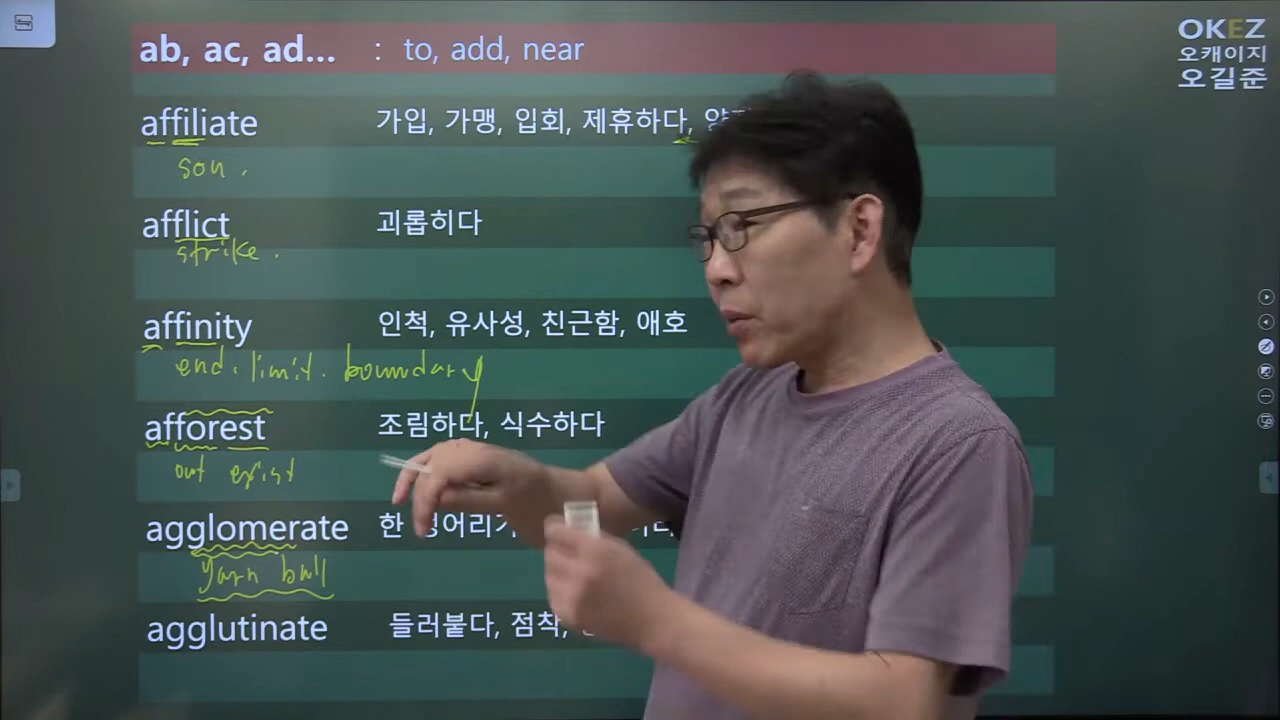 ab, ac, ad... : to, add, near
OKEZ
오캐이지
오길준
affiliate 가입, 가맹, 입회, 제휴하다,
son.
afflict 괴롭히다
strike.
affinity 인척, 유사성, 친근함, 애호
end. limit. boundary
afforest 조림하다, 식수하다
out exist
agglomerate 한
yarn ball
agglutinate 들러붙다, 점착,